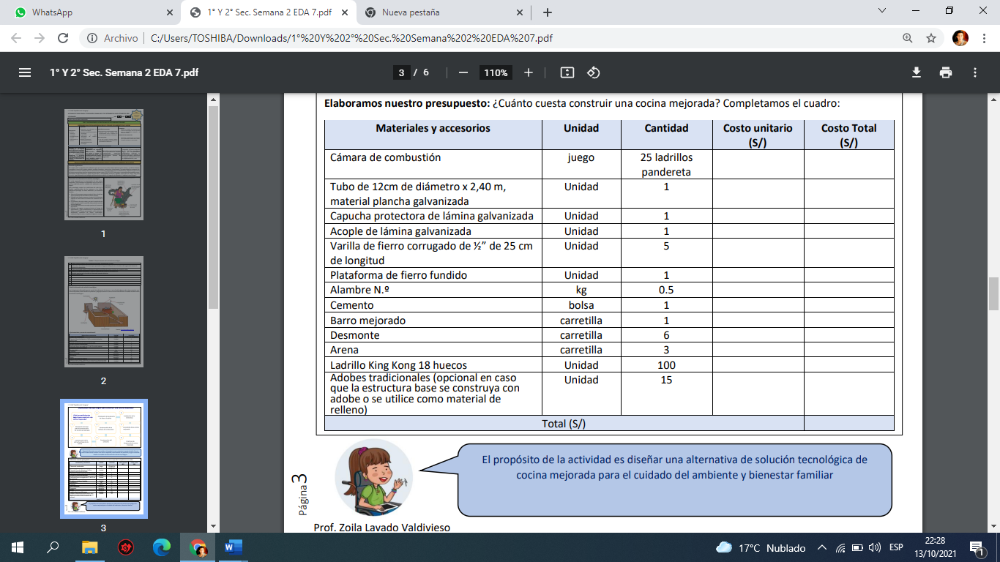 WhatsApp
1° Y 2° Sec. Semana 2 EDA 7.pdf
Nueva pestaña
Archivo
C:/Users/TOSHIBA/Downloads/1°%20Y%202°%20Sec.%20Semana%202%20EDA%207.pdf
1° Y 2° Sec. Semana 2 EDA 7.pdf
3 / 6
110%
1
2
3
Elaboramos nuestro presupuesto: ¿Cuánto cuesta construir una cocina mejorada? Completamos el cuadro:
Materiales y accesorios Unidad Cantidad Costo unitario (S/) Costo Total (S/)
Cámara de combustión juego 25 ladrillos pandereta
Tubo de 12cm de diámetro x 2,40 m, Unidad 1
material plancha galvanizada
Capucha protectora de lámina galvanizada Unidad 1
Acople de lámina galvanizada Unidad 1
Varilla de fierro corrugado de ½” de 25 cm Unidad 5
de longitud
Plataforma de fierro fundido Unidad 1
Alambre N.º kg 0.5
Cemento bolsa 1
Barro mejorado carretilla 1
Desmonte carretilla 6
Arena carretilla 3
Ladrillo King Kong 18 huecos Unidad 100
Adobes tradicionales (opcional en caso Unidad 15
que la estructura base se construya con
adobe o se utilice como material de
relleno)
Total (S/)
El propósito de la actividad es diseñar una alternativa de solución tecnológica de
cocina mejorada para el cuidado del ambiente y bienestar familiar
Página 3
Prof. Zoila Lavado Valdivieso
17°C Nublado
ESP
22:28
13/10/2021
1